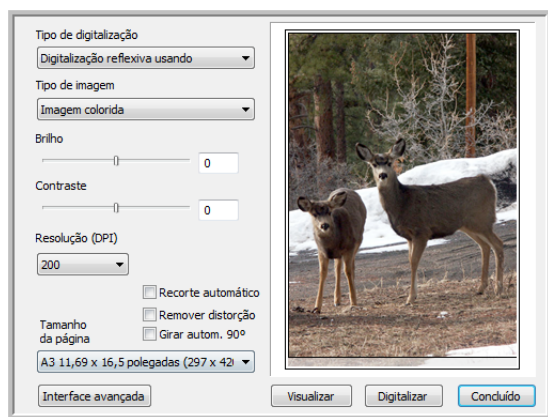 Tipo de digitalização
Digitalização reflexiva usando
Tipo de imagem
Imagem colorida
Brilho
0
Contraste
0
Resolução (DPI)
200
Recorte automático
Remover distorção
Girar autom. 90º
Tamanho
da página
A3 11,69 x 16,5 polegadas (297 x 42
Interface avançada
Visualizar
Digitalizar
Concluído